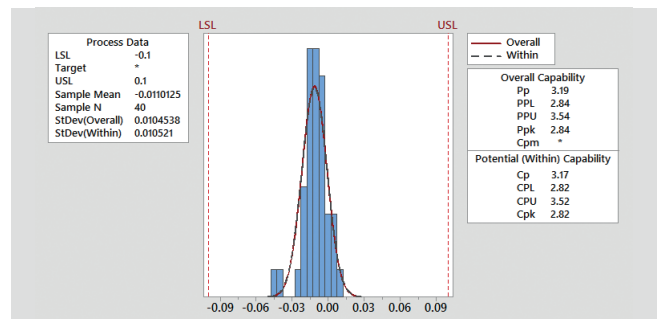 LSL
USL
Process Data
LSL -0.1
Target *
USL 0.1
Sample Mean -0.0110125
Sample N 40
StDev(Overall) 0.0104538
StDev(Within) 0.010521
Overall
Within
Overall Capability
Pp 3.19
PPL 2.84
PPU 3.54
Ppk 2.84
Cpm *
Potential (Within) Capability
Cp 3.17
CPL 2.82
CPU 3.52
Cpk 2.82
-0.09 -0.06 -0.03 0.00 0.03 0.06 0.09